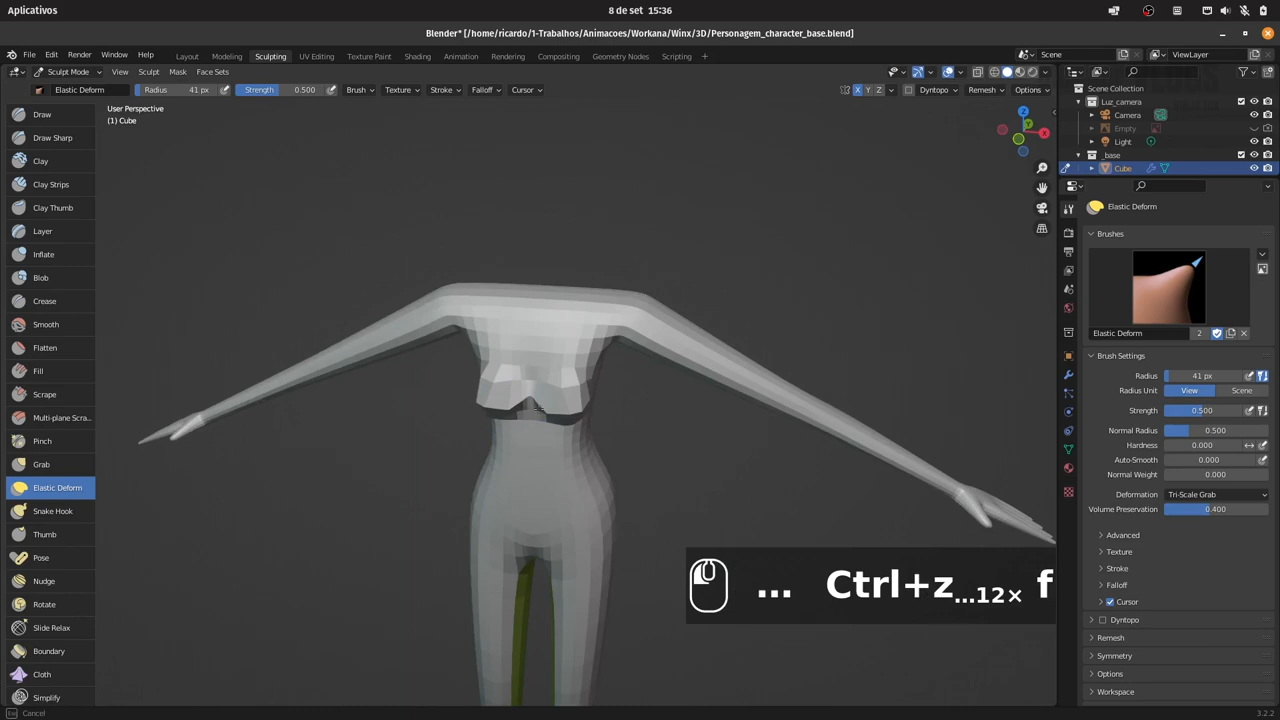 Aplicativos
8 de set 15:36
Blender* [/home/ricardo/1-Trabalhos/Animacoes/Workana/Winx/3D/Personagem_character_base.blend]
File Edit Render Window Help Layout Modeling Sculpting UV Editing Texture Paint Shading Animation Rendering Compositing Geometry Nodes Scripting + Scene ViewLayer
Sculpt Mode View Sculpt Mask Face Sets
Elastic Deform Radius 41 px Strength 0.500 Brush Texture Stroke Falloff Cursor X Y Z Dyntopo Remesh Options
Scene Collection
Luz_camera
Camera
Empty
Light
_base
Cube
User Perspective
(1) Cube
Z
Y
X
Draw
Draw Sharp
Clay
Clay Strips
Clay Thumb
Layer
Inflate
Blob
Crease
Smooth
Flatten
Fill
Scrape
Multi-plane Scra...
Pinch
Grab
Elastic Deform
Snake Hook
Thumb
Pose
Nudge
Rotate
Slide Relax
Boundary
Cloth
Simplify
Elastic Deform
Brushes
Elastic Deform 2
Brush Settings
Radius 41 px
Radius Unit View Scene
Strength 0.500
Normal Radius 0.500
Hardness 0.000
Auto-Smooth 0.000
Normal Weight 0.000
Deformation Tri-Scale Grab
Volume Preservation 0.400
Advanced
Texture
Stroke
Falloff
Cursor
Dyntopo
Remesh
Symmetry
Options
Workspace
... Ctrl+z...12× f
Esc Cancel
3.2.2